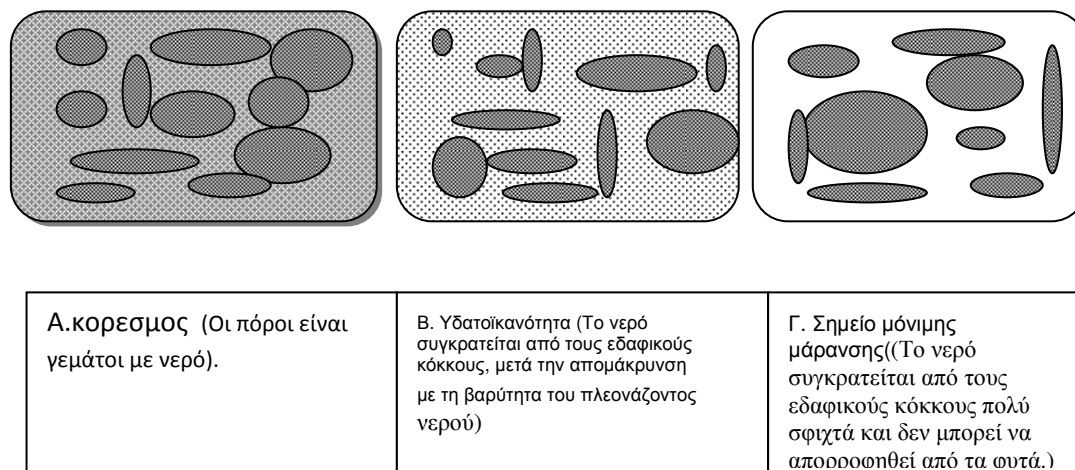 Α.κορεσμος (Οι πόροι είναι
γεμάτοι με νερό).
Β. Υδατοϊκανότητα (Το νερό
συγκρατείται από τους εδαφικούς
κόκκους, μετά την απομάκρυνση
με τη βαρύτητα του πλεονάζοντος
νερού)
Γ. Σημείο μόνιμης
μάρανσης((Το νερό
συγκρατείται από τους
εδαφικούς κόκκους πολύ
σφιχτά και δεν μπορεί να
απορροφηθεί από τα φυτά.)